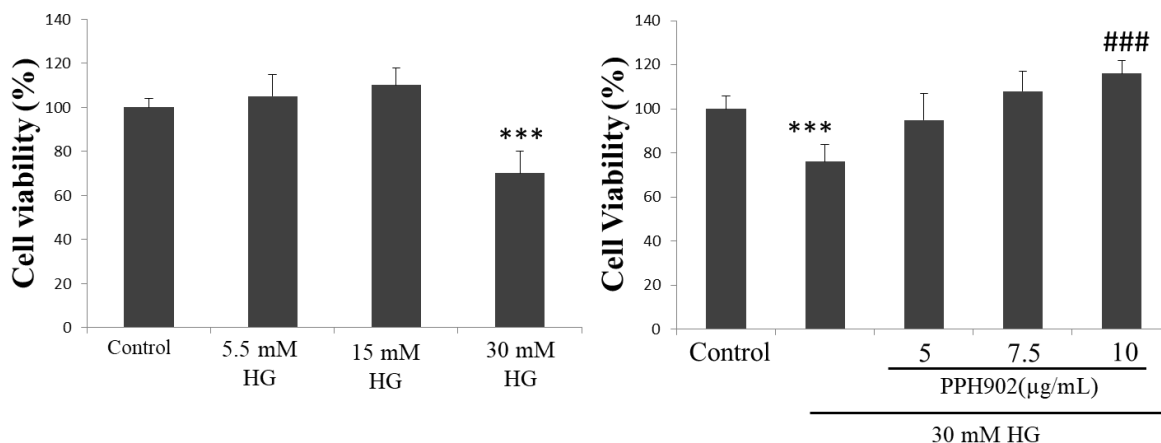 Cell viability (%)
140
120
100
80
60
40
20
0
***
Control
5.5 mM
HG
15 mM
HG
30 mM
HG
Cell Viability (%)
140
120
100
80
60
40
20
0
***
###
Control
5
7.5
10
PPH902(µg/mL)
30 mM HG